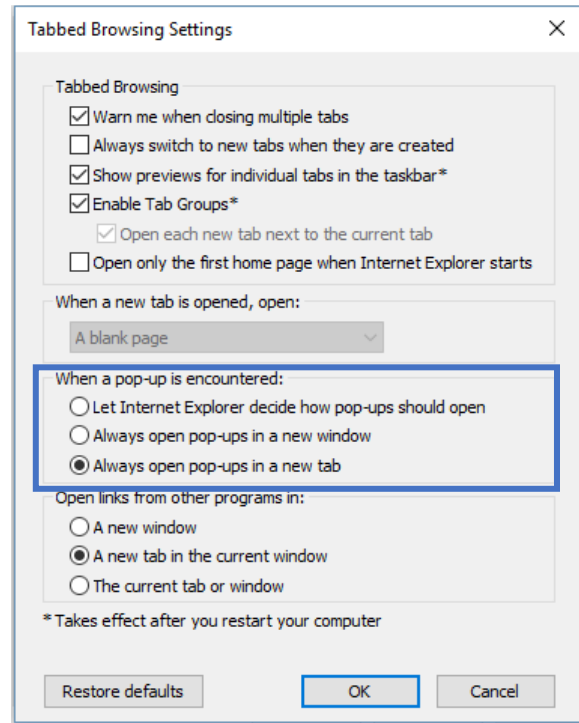 Tabbed Browsing Settings
Tabbed Browsing
Warn me when closing multiple tabs
Always switch to new tabs when they are created
Show previews for individual tabs in the taskbar*
Enable Tab Groups*
Open each new tab next to the current tab
Open only the first home page when Internet Explorer starts
When a new tab is opened, open:
A blank page
When a pop-up is encountered:
Let Internet Explorer decide how pop-ups should open
Always open pop-ups in a new window
Always open pop-ups in a new tab
Open links from other programs in:
A new window
A new tab in the current window
The current tab or window
* Takes effect after you restart your computer
Restore defaults OK Cancel